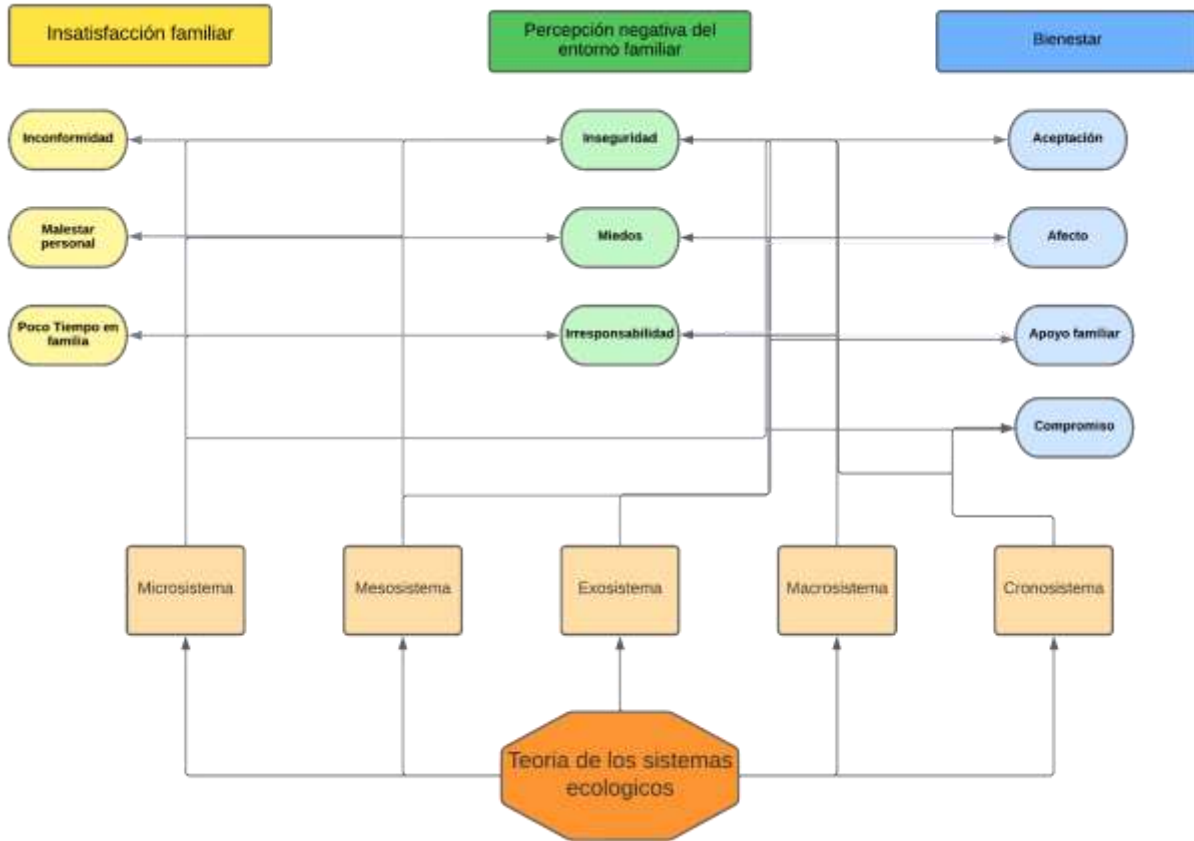 Insatisfacción familiar
Percepción negativa del
entorno familiar
Bienestar
Inconformidad
Inseguridad
Aceptación
Malestar
personal
Miedos
Afecto
Poco Tiempo en
familia
Irresponsabilidad
Apoyo familiar
Compromiso
Microsistema
Mesosistema
Exosistema
Macrosistema
Cronosistema
Teoria de los sistemas
ecologicos